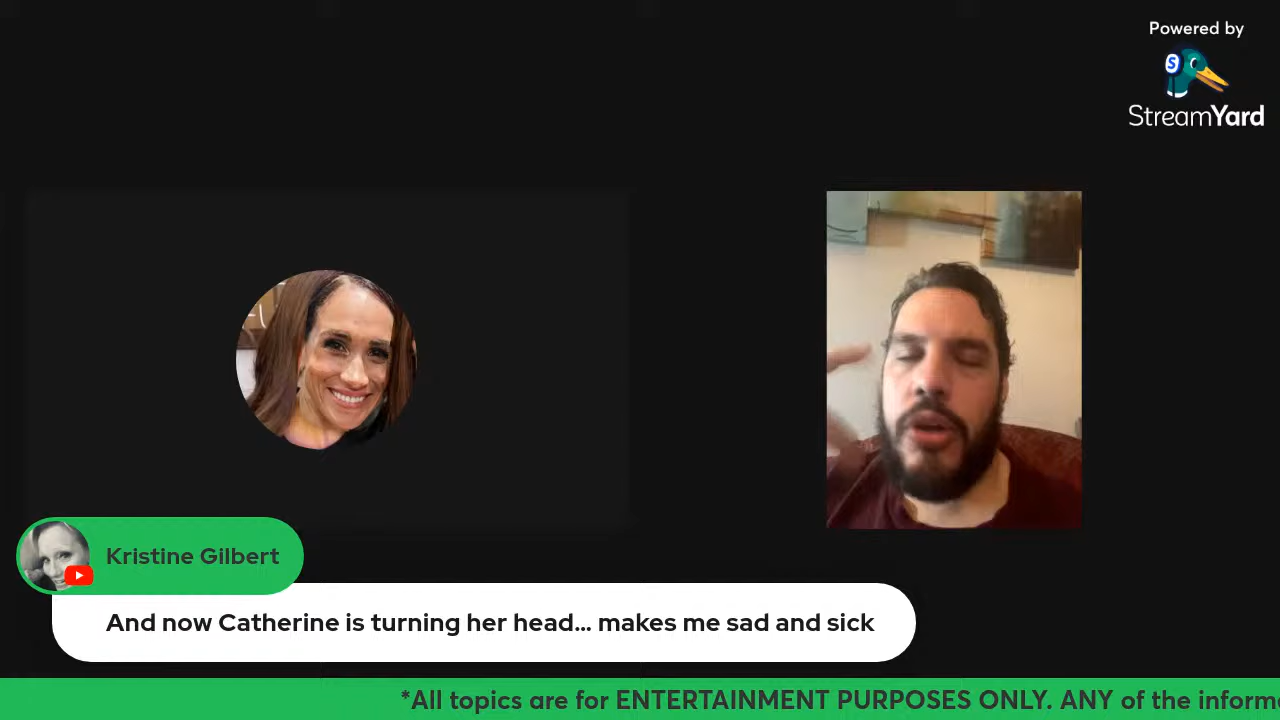 Powered by
S
StreamYard
Kristine Gilbert
And now Catherine is turning her head... makes me sad and sick
*All topics are for ENTERTAINMENT PURPOSES ONLY. ANY of the inform